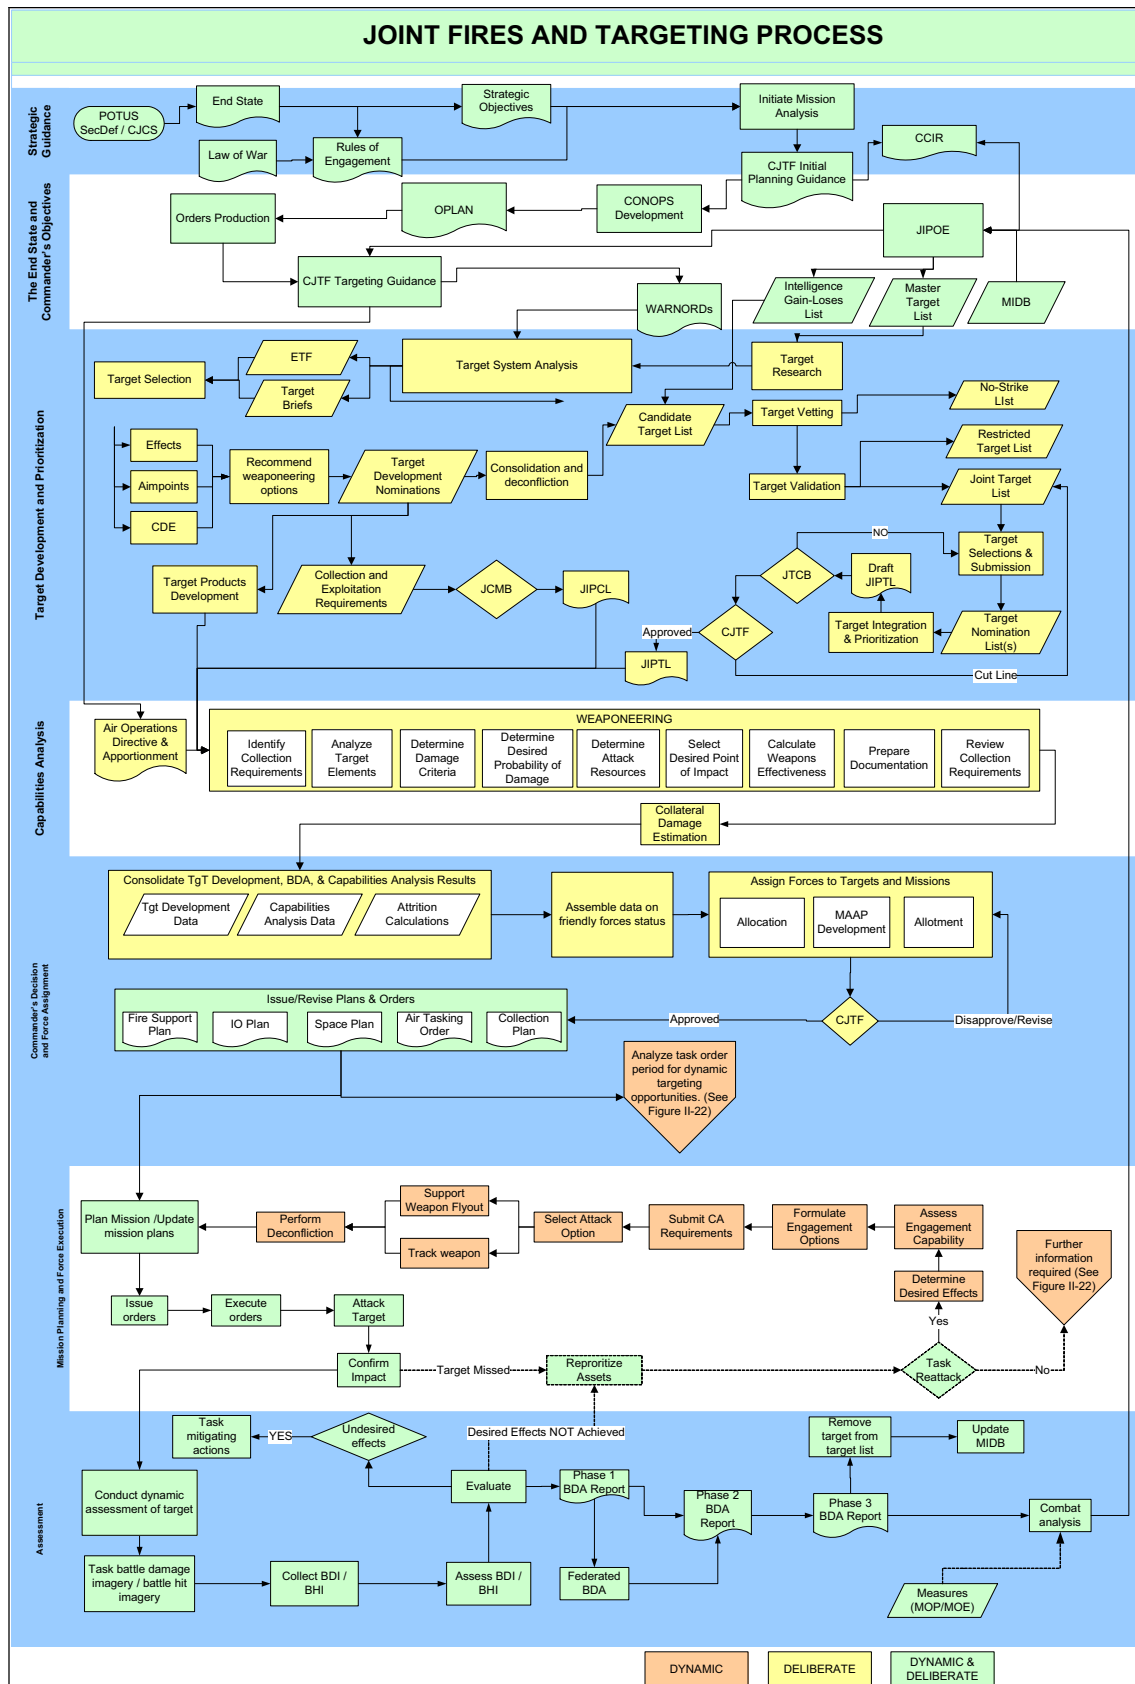 JOINT FIRES AND TARGETING PROCESS
Strategic
Guidance
POTUS
SecDef / CJCS
End State
Strategic
Objectives
Initiate Mission
Analysis
Law of War
Rules of
Engagement
CCIR
CJTF Initial
Planning Guidance
The End State and
Commander's Objectives
Orders Production
OPLAN
CONOPS
Development
JIPOE
CJTF Targeting Guidance
WARNORDs
Intelligence
Gain-Loses
List
Master
Target
List
MIDB
Target Development and Prioritization
Target Selection
ETF
Target
Briefs
Target System Analysis
Target
Research
Candidate
Target List
Target Vetting
No-Strike
LIst
Restricted
Target List
Effects
Aimpoints
CDE
Recommend
weaponeering
options
Target
Development
Nominations
Consolidation and
deconfliction
Target Validation
Joint Target
List
NO
Target
Selections &
Submission
Target Products
Development
Collection and
Exploitation
Requirements
JCMB
JIPCL
JTCB
Draft
JIPTL
CJTF
Approved
JIPTL
Target Integration
& Prioritization
Target
Nomination
List(s)
Cut Line
Capabilities Analysis
Air Operations
Directive &
Apportionment
WEAPONEERING
Identify
Collection
Requirements
Analyze
Target
Elements
Determine
Damage
Criteria
Determine
Desired
Probability of
Damage
Determine
Attack
Resources
Select
Desired Point
of Impact
Calculate
Weapons
Effectiveness
Prepare
Documentation
Review
Collection
Requirements
Collateral
Damage
Estimation
Commander's Decision
and Force Assignment
Consolidate TgT Development, BDA, & Capabilities Analysis Results
Tgt Development
Data
Capabilities
Analysis Data
Attrition
Calculations
Assemble data on
friendly forces status
Assign Forces to Targets and Missions
Allocation
MAAP
Development
Allotment
Issue/Revise Plans & Orders
Fire Support
Plan
IO Plan
Space Plan
Air Tasking
Order
Collection
Plan
Approved
CJTF
Disapprove/Revise
Analyze task order
period for dynamic
targeting
opportunities. (See
Figure II-22)
Mission Planning and Force Execution
Plan Mission /Update
mission plans
Perform
Deconfliction
Support
Weapon Flyout
Track weapon
Select Attack
Option
Submit CA
Requirements
Formulate
Engagement
Options
Assess
Engagement
Capability
Determine
Desired Effects
Further
information
required (See
Figure II-22)
Issue
orders
Execute
orders
Attack
Target
Confirm
Impact
Target Missed
Reproritize
Assets
Yes
Task
Reattack
No
Assessment
Task
mitigating
actions
YES
Undesired
effects
Desired Effects NOT Achieved
Remove
target from
target list
Update
MIDB
Conduct dynamic
assessment of target
Evaluate
Phase 1
BDA Report
Phase 2
BDA
Report
Phase 3
BDA Report
Combat
analysis
Task battle damage
imagery / battle hit
imagery
Collect BDI /
BHI
Assess BDI /
BHI
Federated
BDA
Measures
(MOP/MOE)
DYNAMIC
DELIBERATE
DYNAMIC &
DELIBERATE